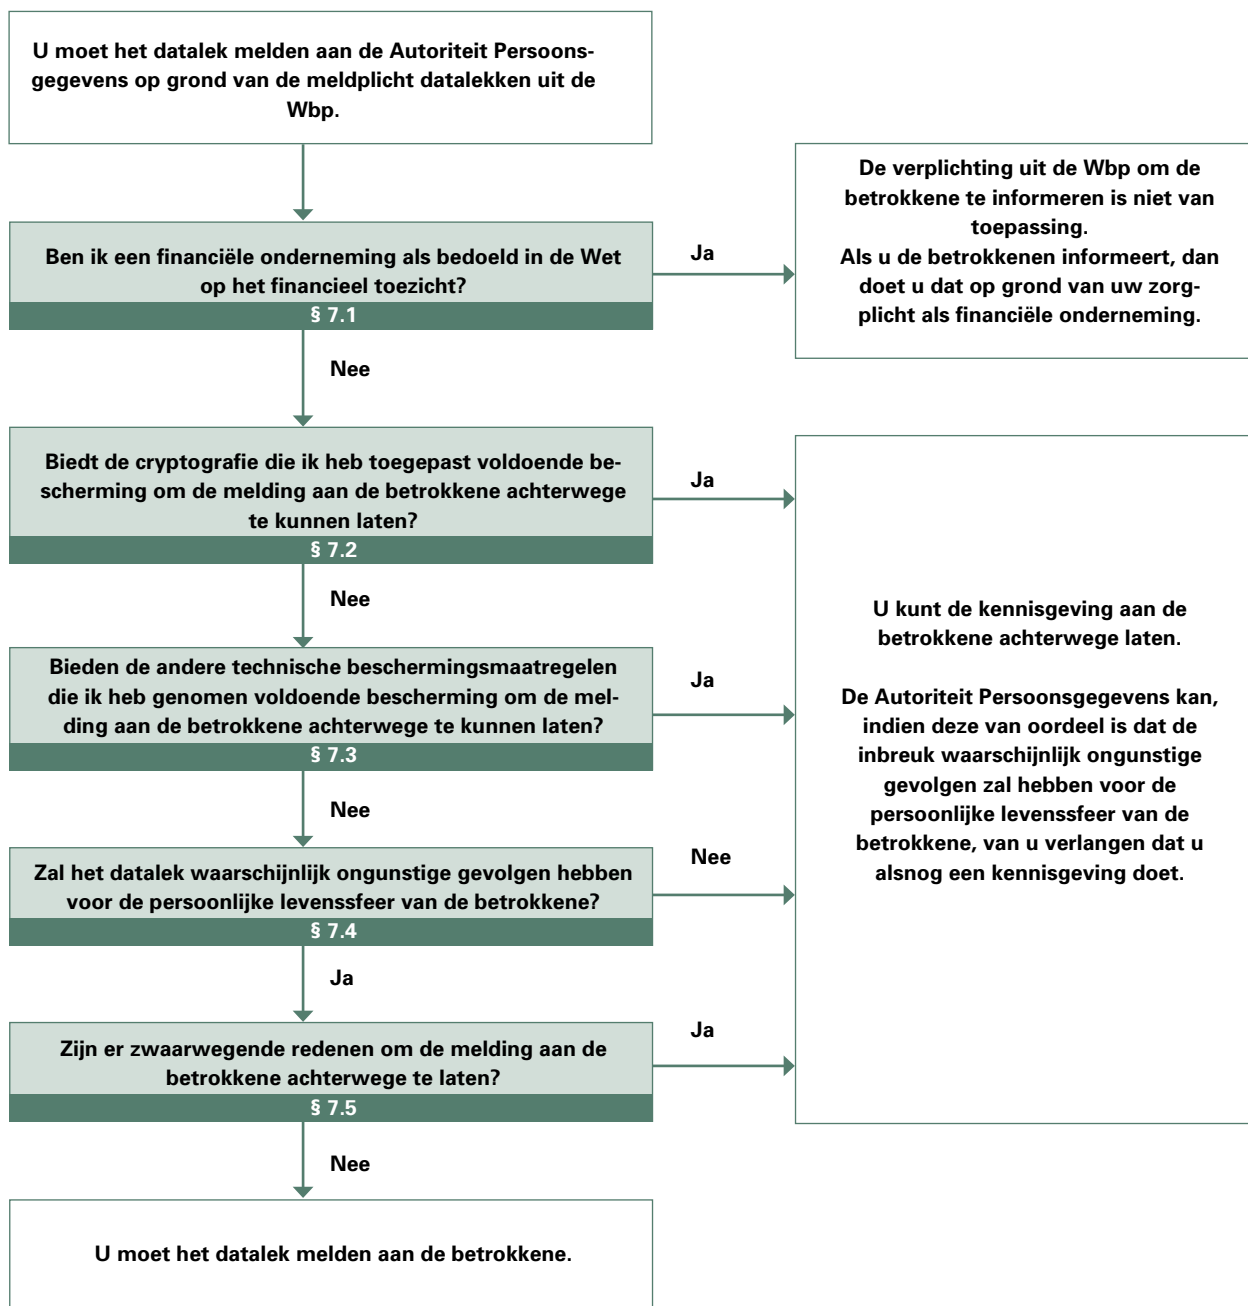 U moet het datalek melden aan de Autoriteit Persoons-
gegevens op grond van de meldplicht datalekken uit de
Wbp.
De verplichting uit de Wbp om de
betrokkene te informeren is niet van
toepassing.
Als u de betrokkenen informeert, dan
doet u dat op grond van uw zorg-
plicht als financiële onderneming.
Ben ik een financiële onderneming als bedoeld in de Wet
op het financieel toezicht?
§ 7.1
Ja
Nee
Biedt de cryptografie die ik heb toegepast voldoende be-
scherming om de melding aan de betrokkene achterwege
te kunnen laten?
§ 7.2
Ja
Nee
Bieden de andere technische beschermingsmaatregelen
die ik heb genomen voldoende bescherming om de mel-
ding aan de betrokkene achterwege te kunnen laten?
§ 7.3
Ja
Nee
U kunt de kennisgeving aan de
betrokkene achterwege laten.
De Autoriteit Persoonsgegevens kan,
indien deze van oordeel is dat de
inbreuk waarschijnlijk ongunstige
gevolgen zal hebben voor de
persoonlijke levenssfeer van de
betrokkene, van u verlangen dat u
alsnog een kennisgeving doet.
Zal het datalek waarschijnlijk ongunstige gevolgen hebben
voor de persoonlijke levenssfeer van de betrokkene?
§ 7.4
Nee
Ja
Zijn er zwaarwegende redenen om de melding aan de
betrokkene achterwege te laten?
§ 7.5
Ja
Nee
U moet het datalek melden aan de betrokkene.